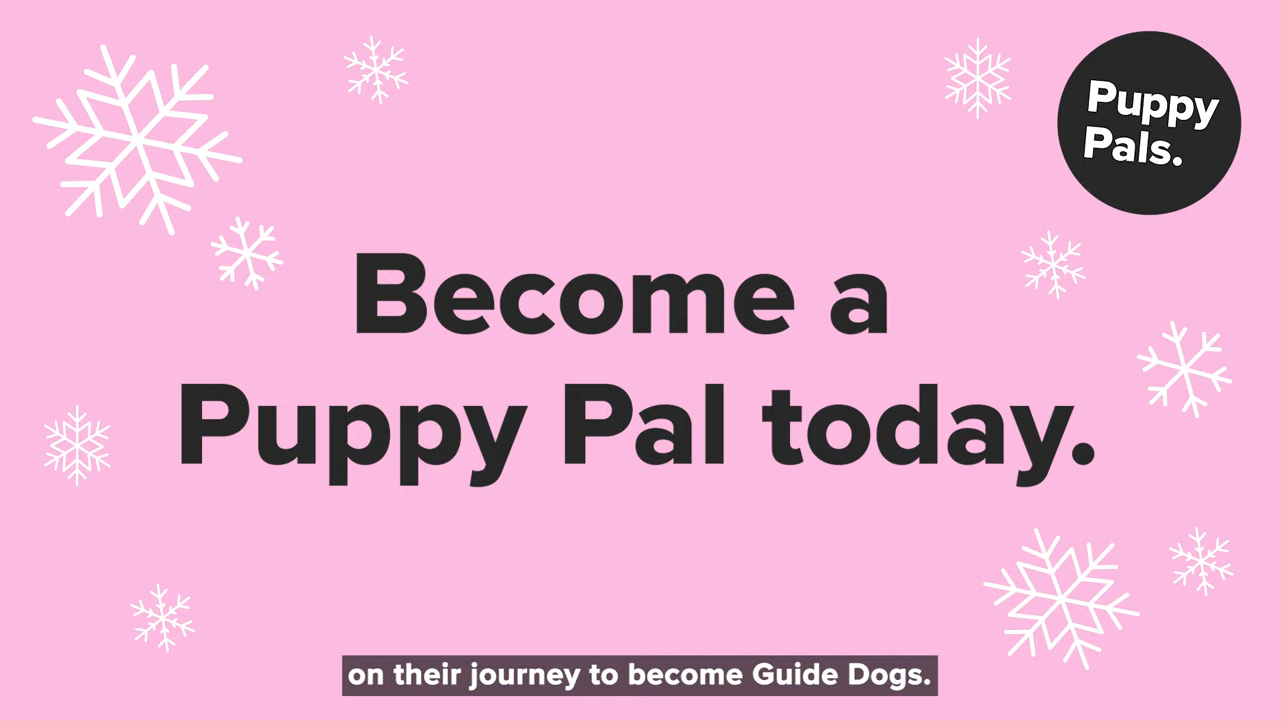 Puppy
Pals.
Become a
Puppy Pal today.
on their journey to become Guide Dogs.